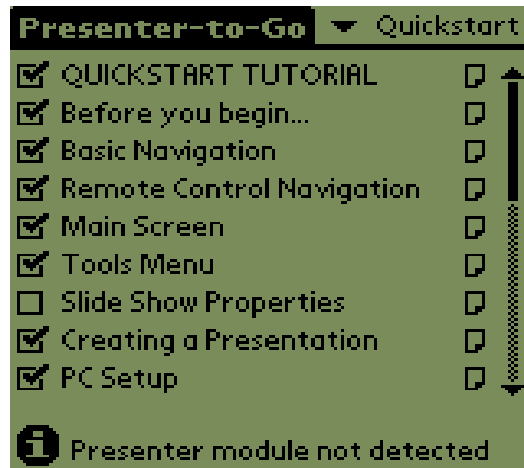 Presenter-to-Go Quickstart
QUICKSTART TUTORIAL
Before you begin...
Basic Navigation
Remote Control Navigation
Main Screen
Tools Menu
Slide Show Properties
Creating a Presentation
PC Setup
Presenter module not detected